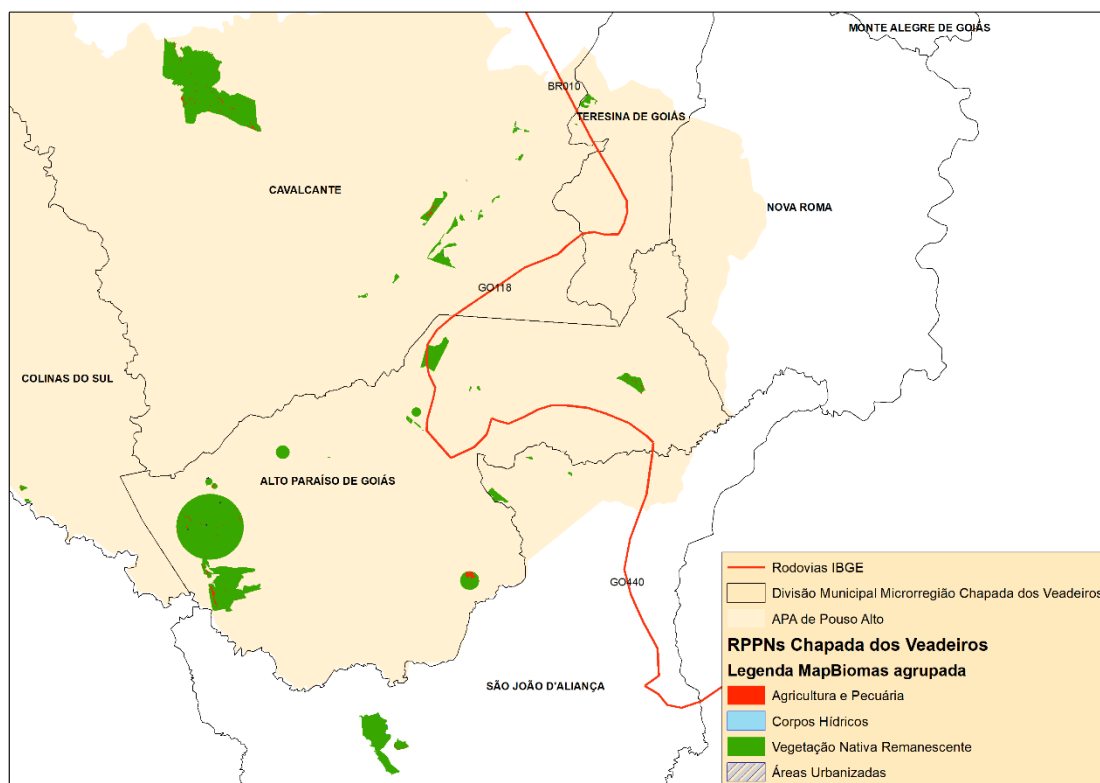 MONTE ALEGRE DE GOIÁS
BR010
TERESINA DE GOIÁS
CAVALCANTE
NOVA ROMA
GO118
COLINAS DO SUL
ALTO PARAÍSO DE GOIÁS
GO440
SÃO JOÃO D'ALIANÇA
Rodovias IBGE
Divisão Municipal Microrregião Chapada dos Veadeiros
APA de Pouso Alto
RPPNs Chapada dos Veadeiros
Legenda MapBiomas agrupada
Agricultura e Pecuária
Corpos Hídricos
Vegetação Nativa Remanescente
Áreas Urbanizadas